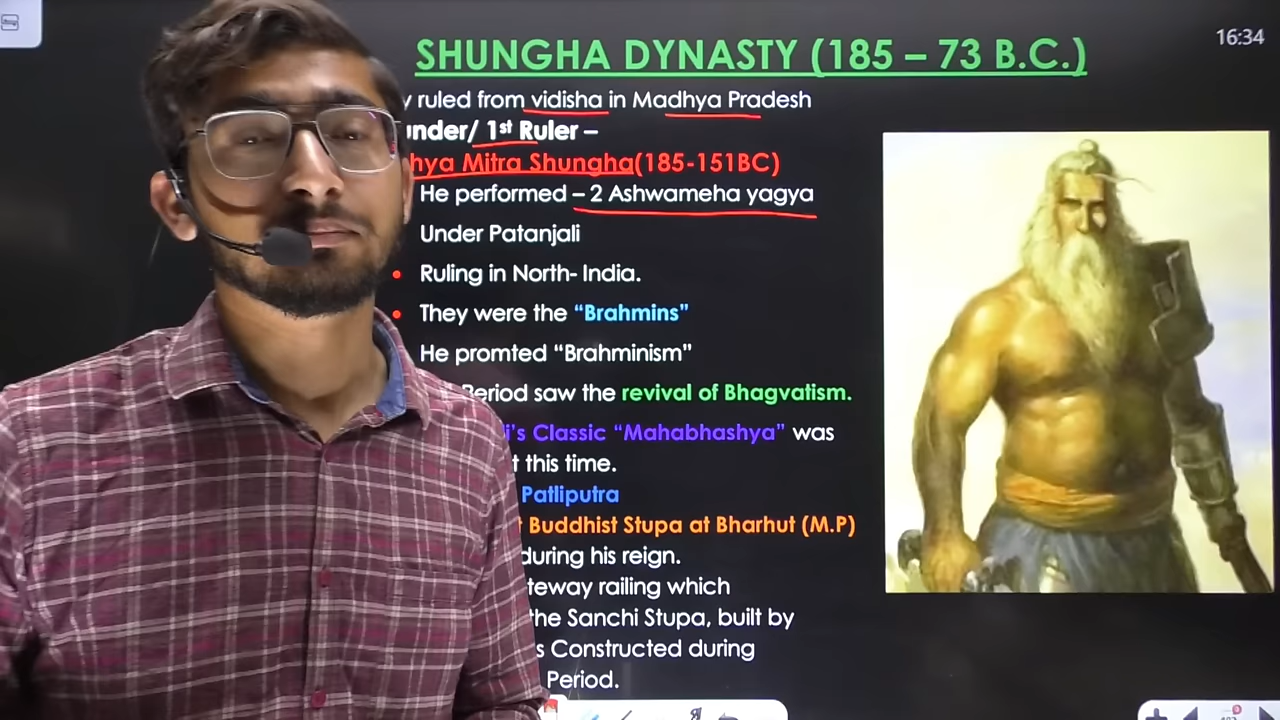 16:34
SHUNGHA DYNASTY (185 – 73 B.C.)
ruled from vidisha in Madhya Pradesh
/ 1st Ruler –
Mitra Shungha(185-151BC)
He performed – 2 Ashwameha yagya
Under Patanjali
• Ruling in North- India.
• They were the “Brahmins”
He promted “Brahminism”
Period saw the revival of Bhagvatism.
Classic “Mahabhashya” was
this time.
Patliputra
Buddhist Stupa at Bharhut (M.P)
during his reign.
railing which
the Sanchi Stupa, built by
Constructed during
Period.